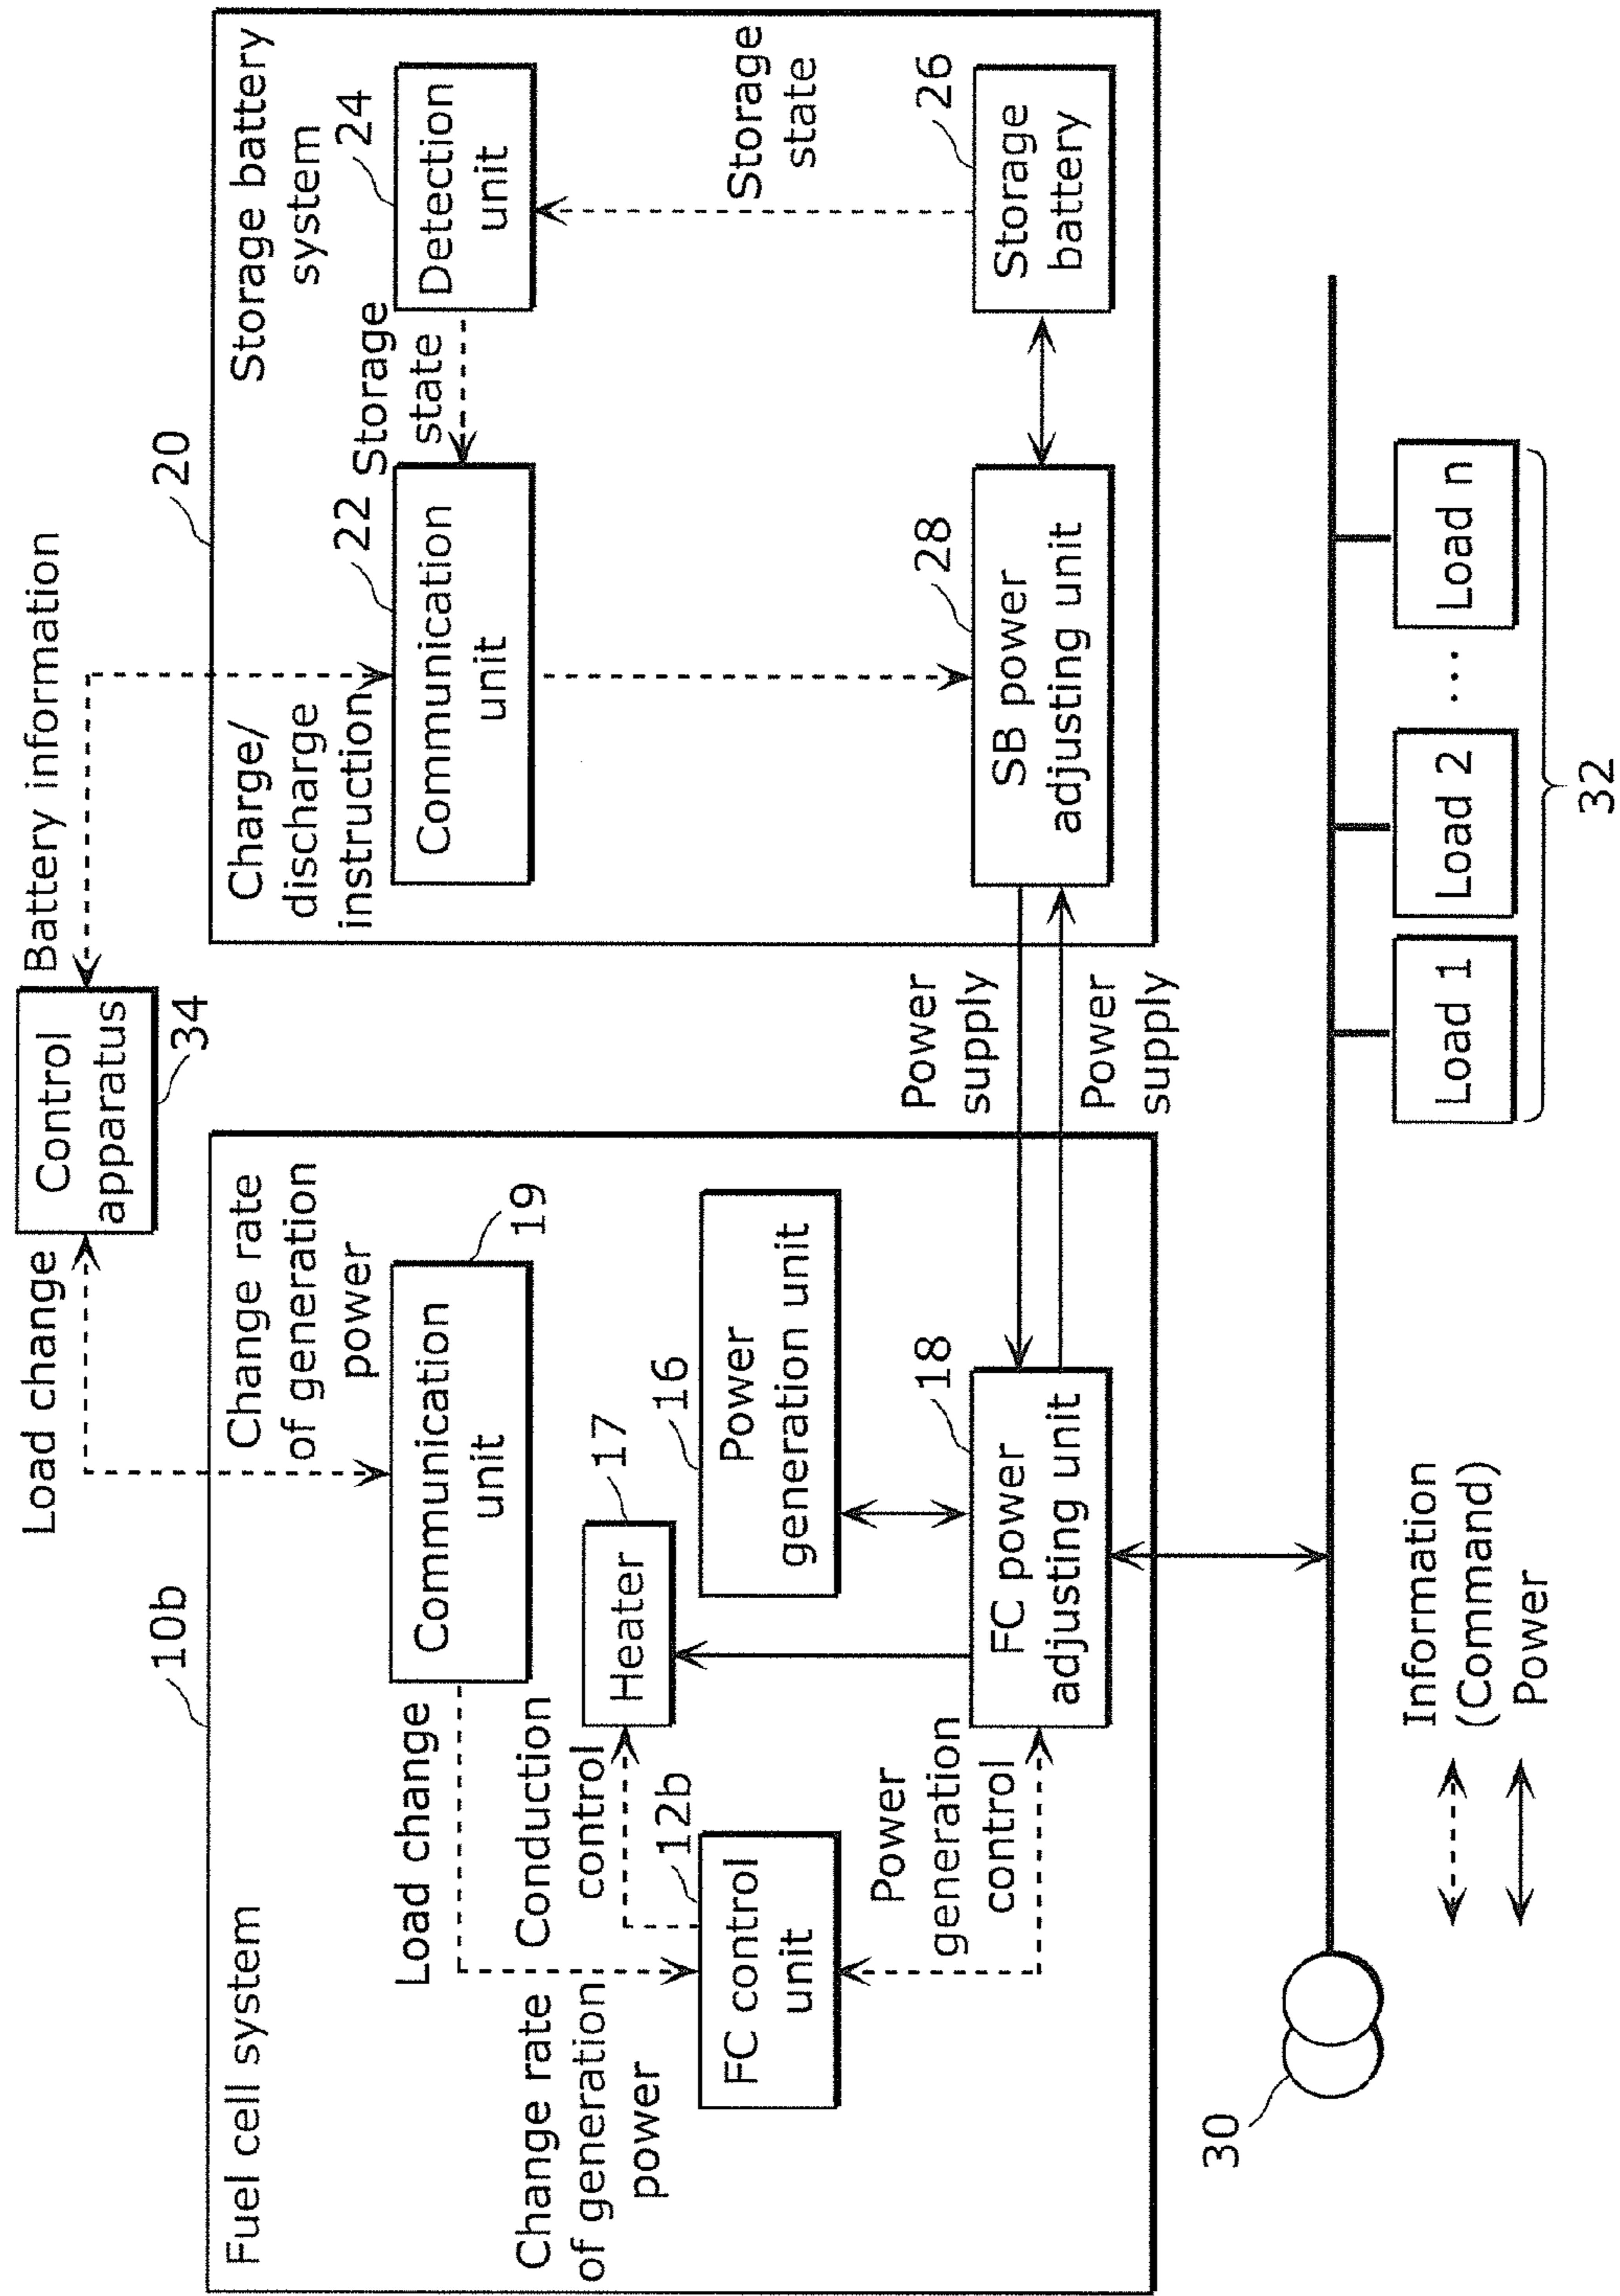 Load change
Control
apparatus
34
Battery information
10b
20
Fuel cell system
Change rate
of generation
power
Communication
unit
19
Load change
Change rate
of generation
power
Conduction
control
12b
FC control
unit
Heater
17
16
Power
generation unit
Power
generation
control
FC power
adjusting unit
18
Power
supply
Power
supply
Storage battery
system
Charge/
discharge
instruction
Communication
unit
22
Storage
state
Detection
unit
24
Storage
state
SB power
adjusting unit
28
Storage
battery
26
30
Load 1
Load 2
...
Load n
32
Information
(Command)
Power